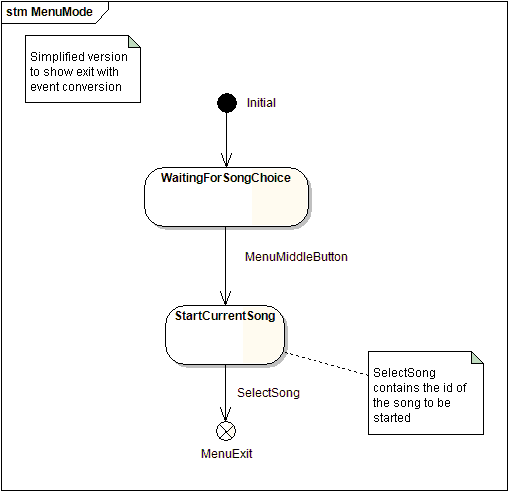 stm MenuMode
Simplified version
to show exit with
event conversion
Initial
WaitingForSongChoice
MenuMiddleButton
StartCurrentSong
SelectSong
contains the id of
the song to be
started
SelectSong
MenuExit